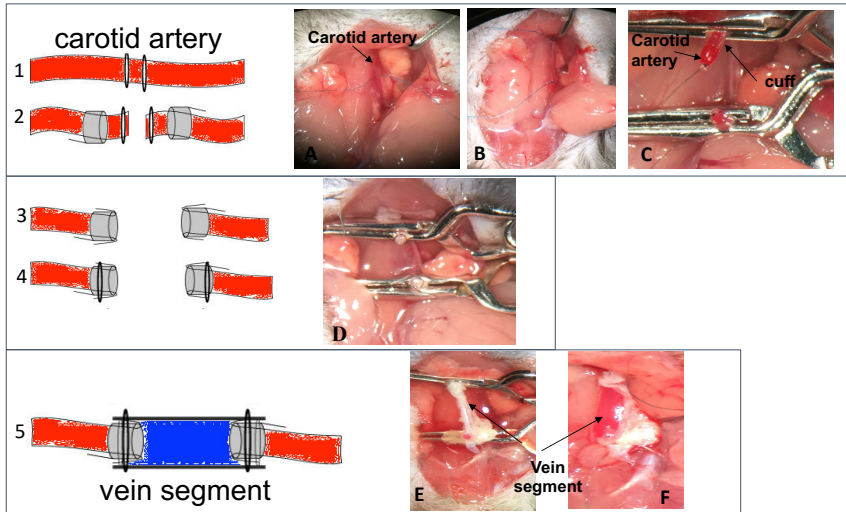 carotid artery
1
2
Carotid artery
A
B
Carotid
artery
cuff
C
3
4
D
5
vein segment
E
Vein
segment
F